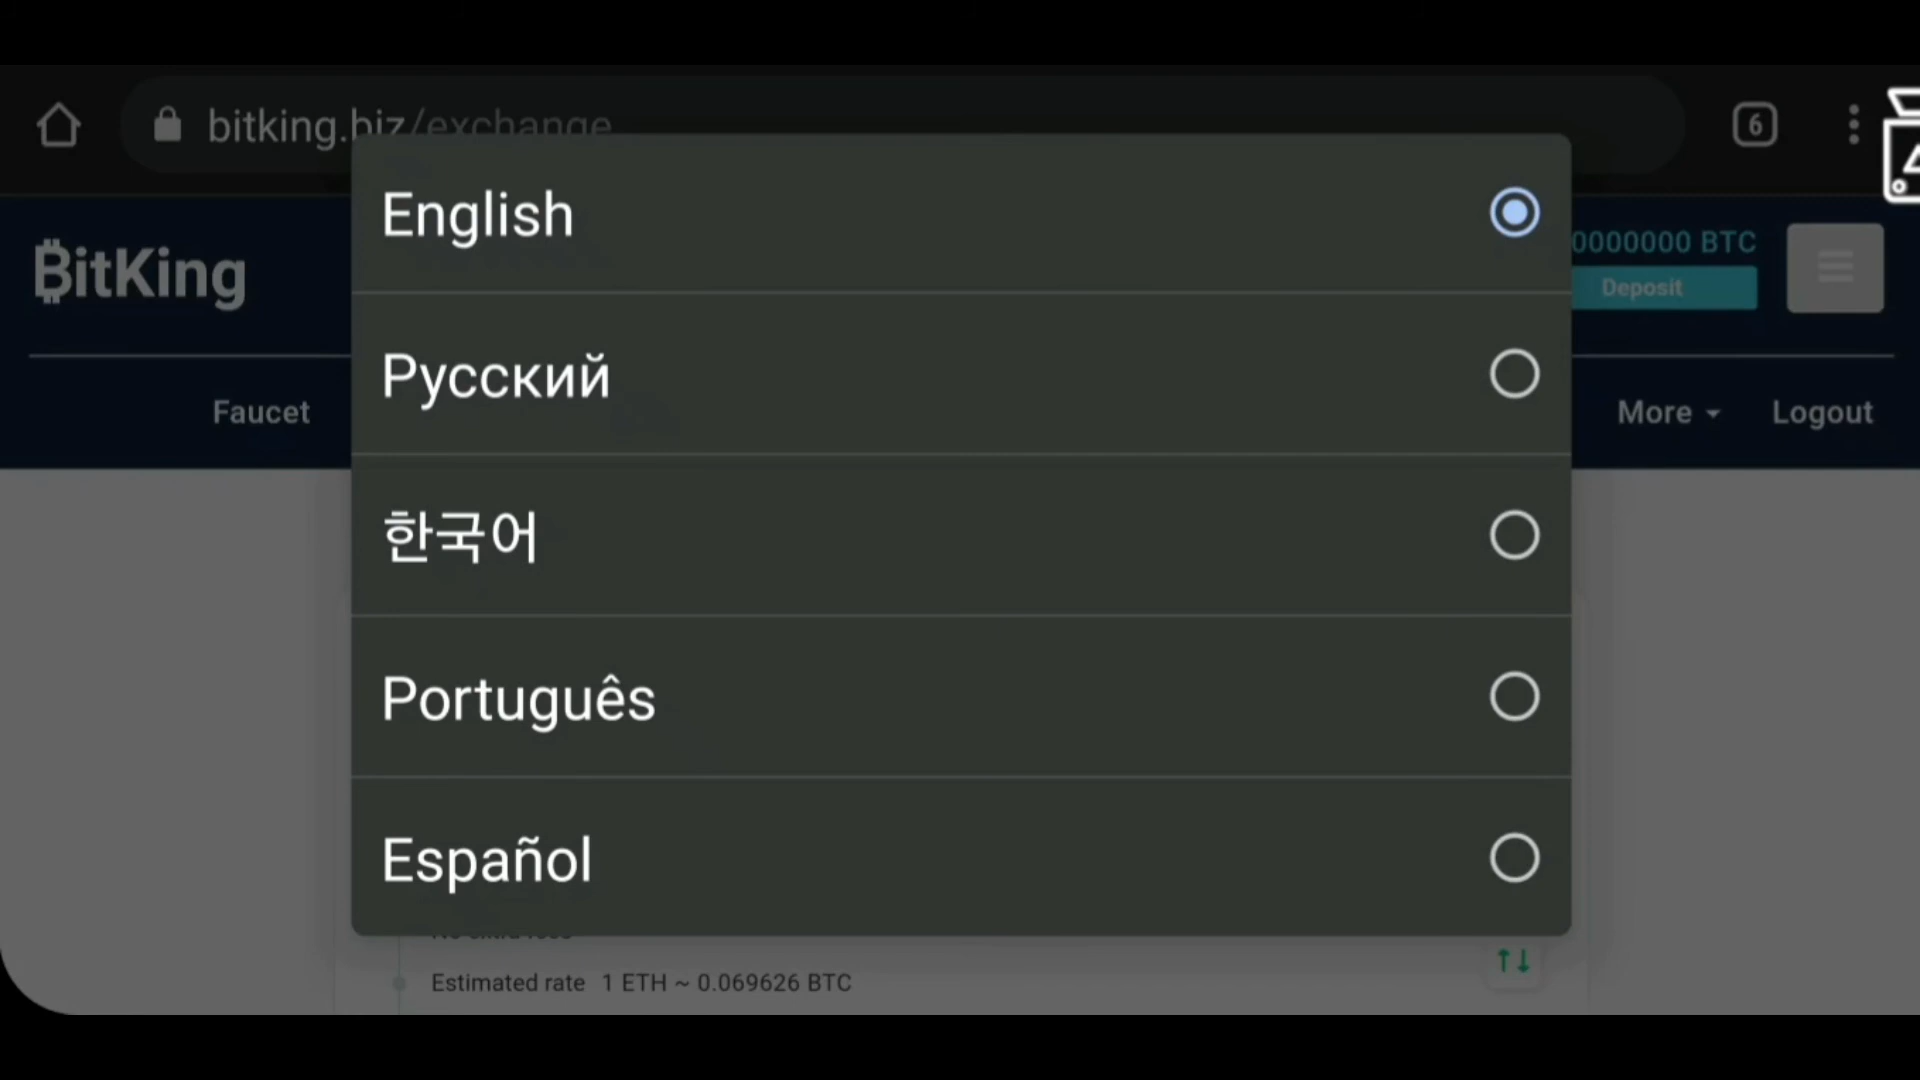 bitking.biz/exchange
6
English
BitKing
0000000 BTC
Deposit
Русский
Faucet
More
Logout
한국어
Português
Español
Estimated rate 1 ETH ~ 0.069626 BTC